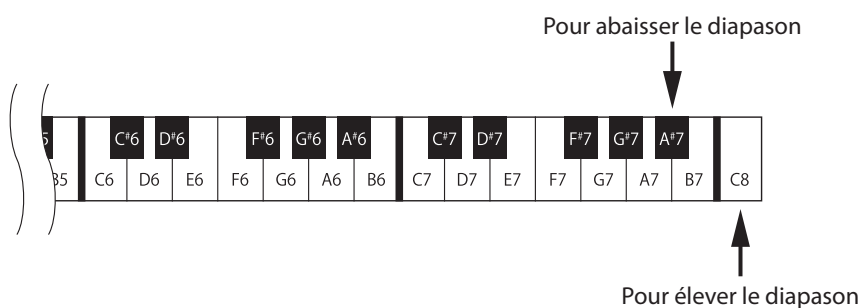 Pour abaisser le diapason
C#6 D#6 F#6 G#6 A#6 C#7 D#7 F#7 G#7 A#7
C6 D6 E6 F6 G6 A6 B6 C7 D7 E7 F7 G7 A7 B7 C8
Pour élever le diapason